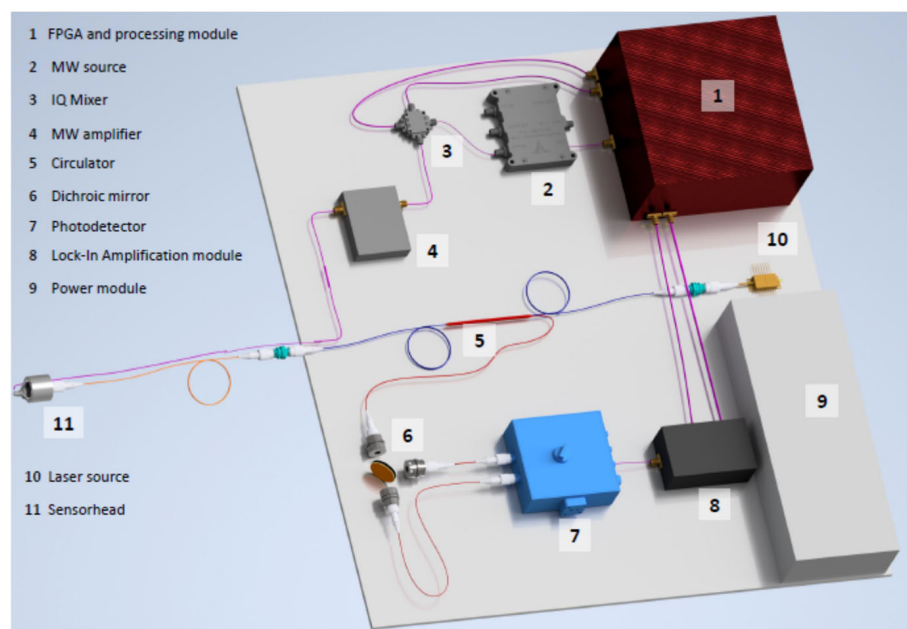 1 FPGA and processing module
2 MW source
3 IQ Mixer
4 MW amplifier
5 Circulator
6 Dichroic mirror
7 Photodetector
8 Lock-In Amplification module
9 Power module
10 Laser source
11 Sensorhead
1
2
3
4
10
5
9
11
6
8
7